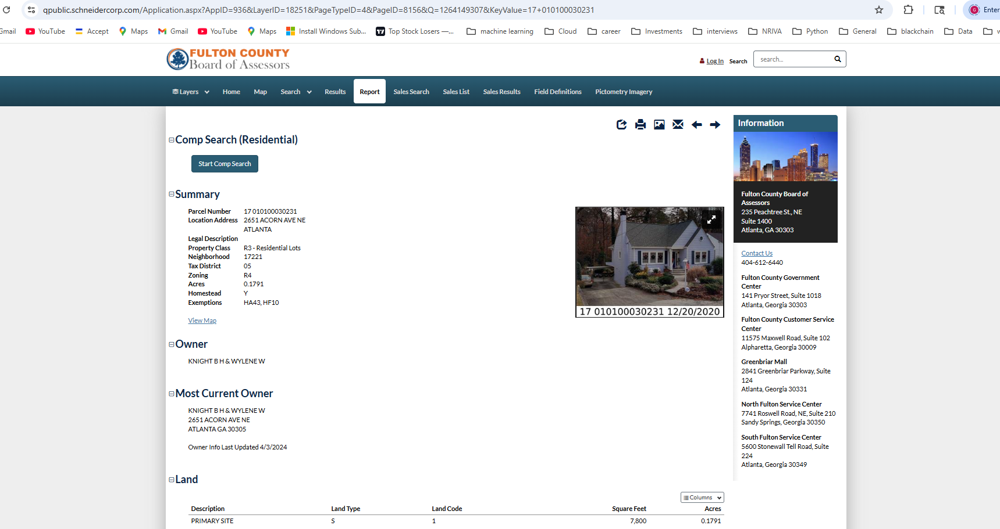 qpublic.schneidercorp.com/Application.aspx?AppID=936&LayerID=18251&PageTypeID=4&PageID=8156&Q=1264149307&KeyValue=17+010100030231
Enter
Gmail YouTube Accept Maps Gmail YouTube Maps Install Windows Sub... Top Stock Losers —... machine learning Cloud career Investments interviews NRIVA Python General blackchain Data
FULTON COUNTY
Board of Assessors
Log In Search search...
Layers Home Map Search Results Report Sales Search Sales List Sales Results Field Definitions Pictometry Imagery
Comp Search (Residential)
Start Comp Search
Summary
Parcel Number 17 010100030231
Location Address 2651 ACORN AVE NE
ATLANTA
Legal Description
Property Class R3 - Residential Lots
Neighborhood 17221
Tax District 05
Zoning R4
Acres 0.1791
Homestead Y
Exemptions HA43, HF10
View Map
17 010100030231 12/20/2020
Owner
KNIGHT B H & WYLENE W
Most Current Owner
KNIGHT B H & WYLENE W
2651 ACORN AVE NE
ATLANTA GA 30305
Owner Info Last Updated 4/3/2024
Land
Columns
Description Land Type Land Code Square Feet Acres
PRIMARY SITE S 1 7,800 0.1791
Information
Fulton County Board of
Assessors
235 Peachtree St., NE
Suite 1400
Atlanta, GA 30303
Contact Us
404-612-6440
Fulton County Government
Center
141 Pryor Street, Suite 1018
Atlanta, Georgia 30303
Fulton County Customer Service
Center
11575 Maxwell Road, Suite 102
Alpharetta, Georgia 30009
Greenbriar Mall
2841 Greenbriar Parkway, Suite
124
Atlanta, Georgia 30331
North Fulton Service Center
7741 Roswell Road, NE, Suite 210
Sandy Springs, Georgia 30350
South Fulton Service Center
5600 Stonewall Tell Road, Suite
224
Atlanta, Georgia 30349